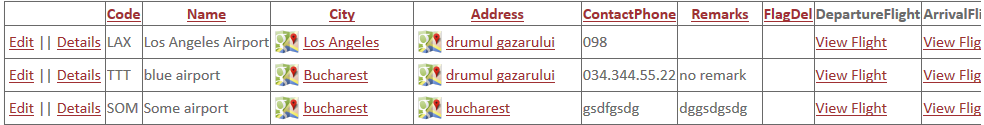 Code Name City Address ContactPhone Remarks FlagDel DepartureFlight ArrivalFlig
Edit || Details LAX Los Angeles Airport Los Angeles drumul gazarului 098 View Flight View Flig
Edit || Details TTT blue airport Bucharest drumul gazarului 034.344.55.22 no remark View Flight View Flig
Edit || Details SOM Some airport bucharest bucharest gsdfgsdg dggsdgsdg View Flight View Flig